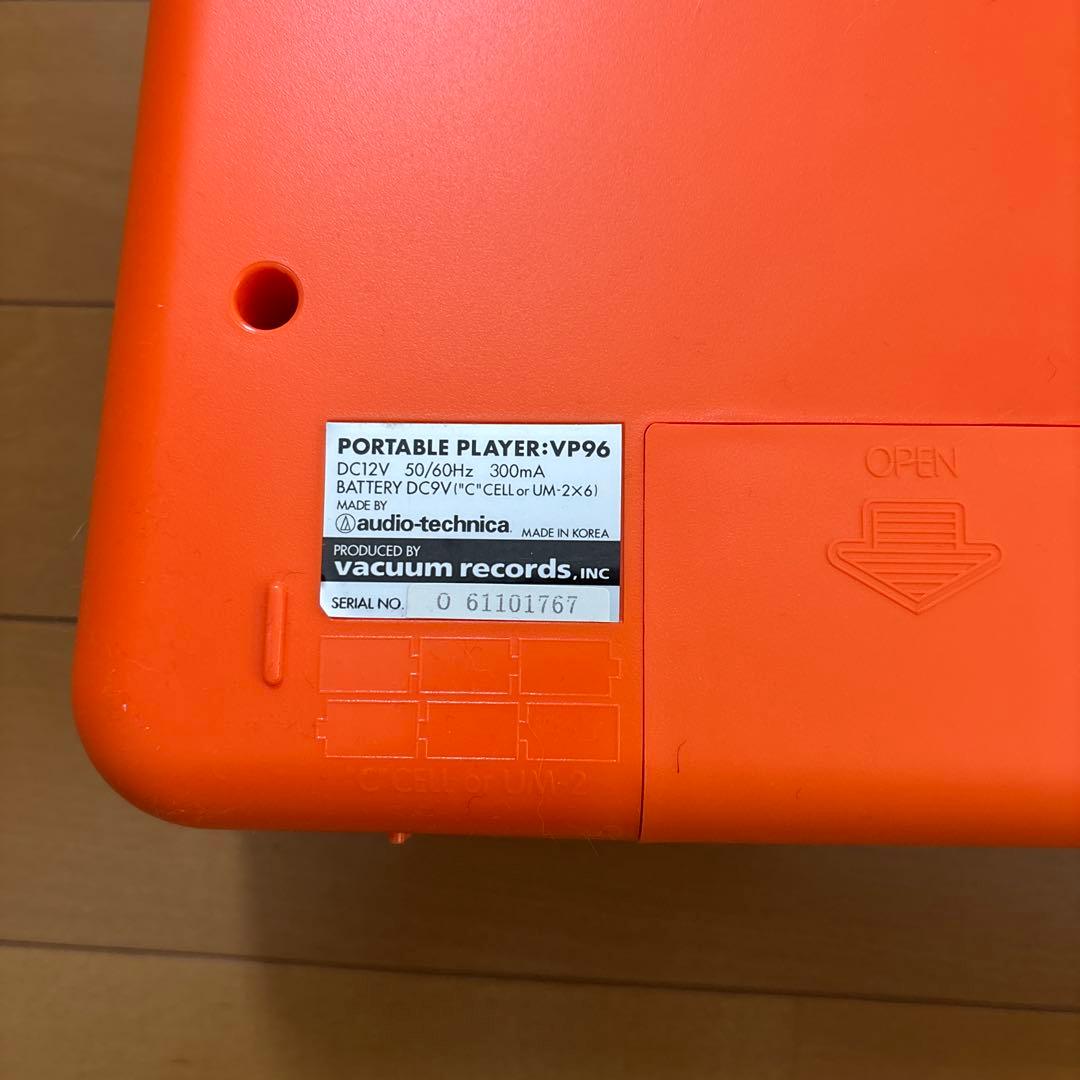 PORTABLE PLAYER:VP96
DC12V 50/60Hz 300mA
BATTERY DC9V("C"CELL or UM-2×6)
MADE BY
audio-technica. MADE IN KOREA
PRODUCED BY
vacuum records, INC
SERIAL NO. O 61101767
OPEN
"C" CELL or UM-2